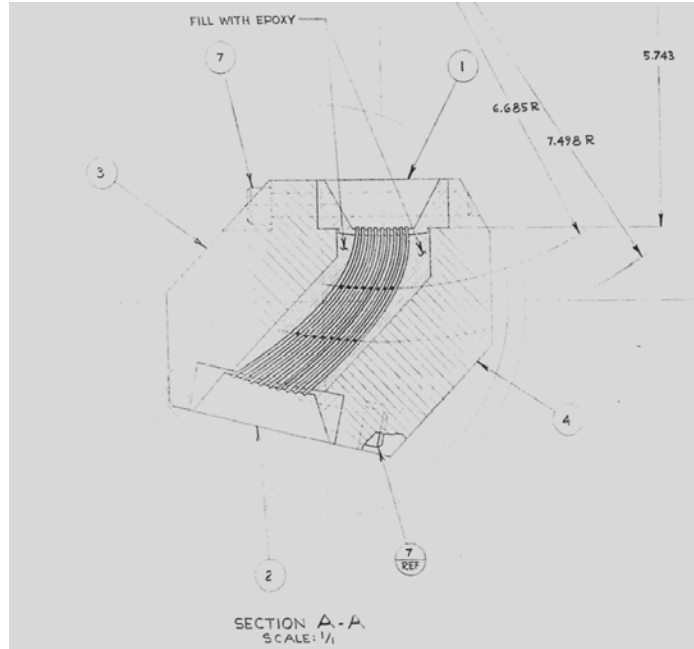 FILL WITH EPOXY
7
1
5.743
6.685 R
7.498 R
3
4
7
REF
2
SECTION A-A
SCALE: 1/1